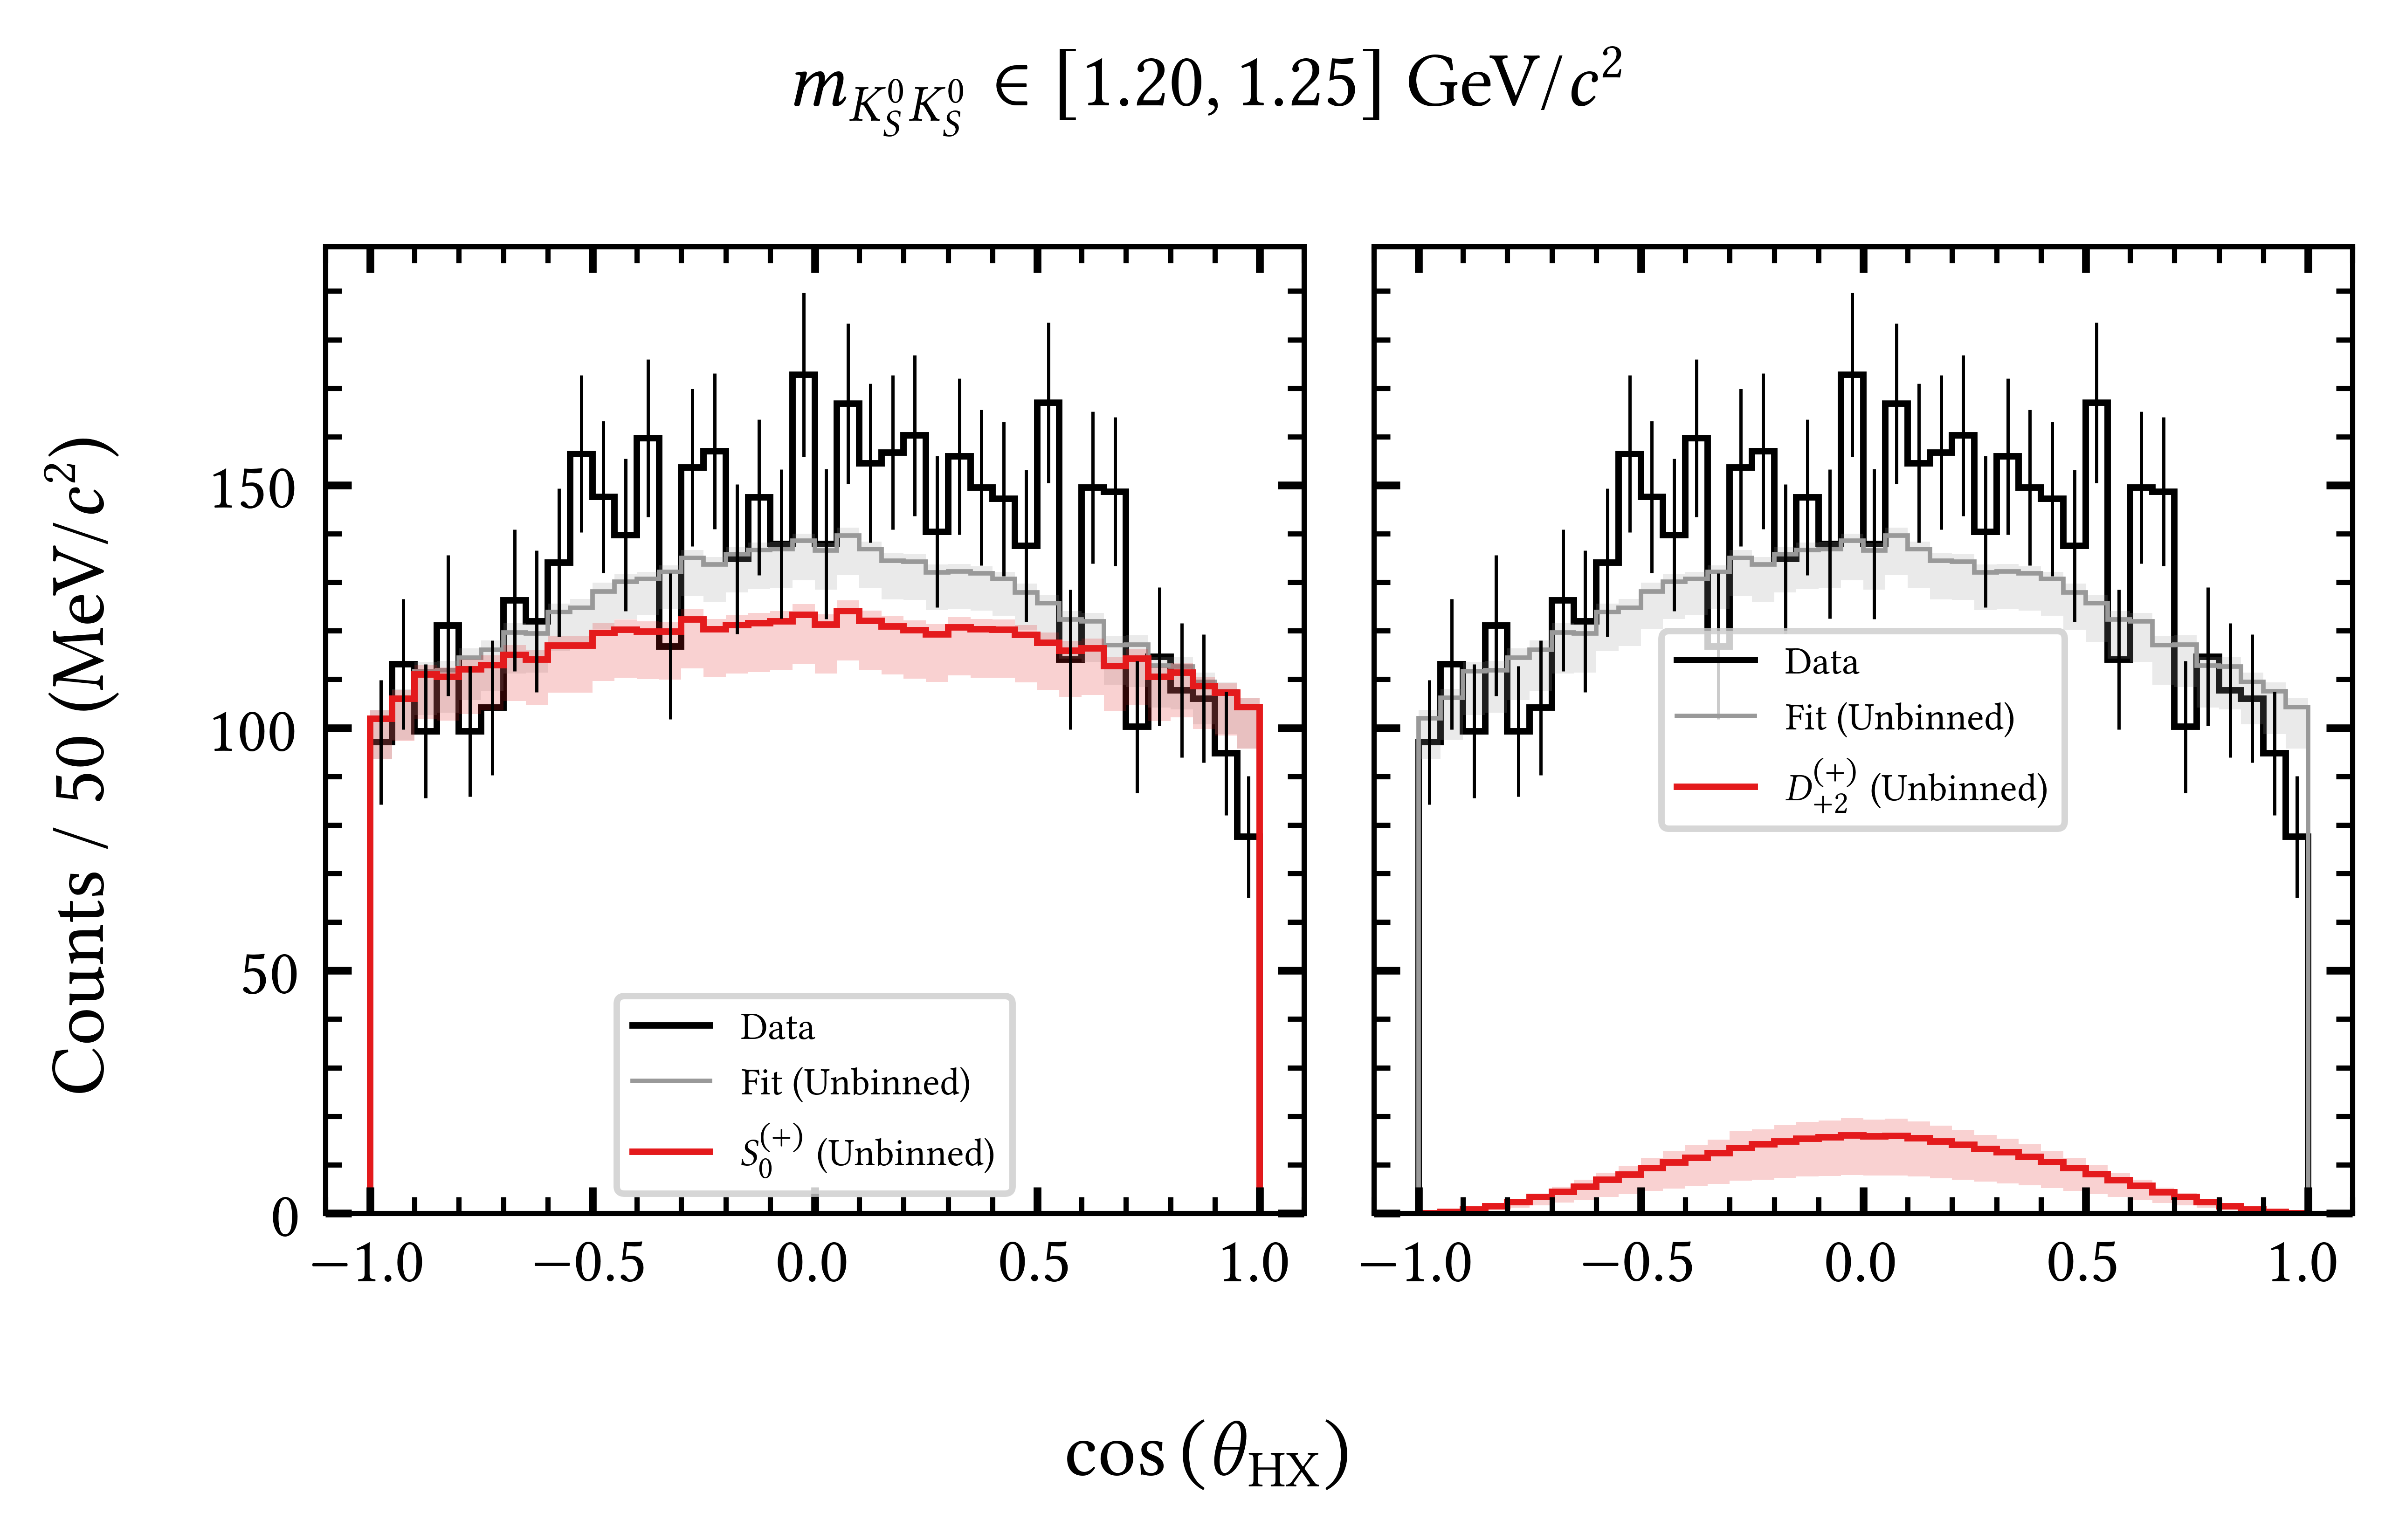 m_{K_S^0 K_S^0} ∈ [1.20, 1.25] GeV/c²
Counts / 50 (MeV/c²)
150
100
50
0
Data
Fit (Unbinned)
S_0^{(+)} (Unbinned)
Data
Fit (Unbinned)
D_{+2}^{(+)} (Unbinned)
−1.0 −0.5 0.0 0.5 1.0 −1.0 −0.5 0.0 0.5 1.0
cos (θ_{HX})